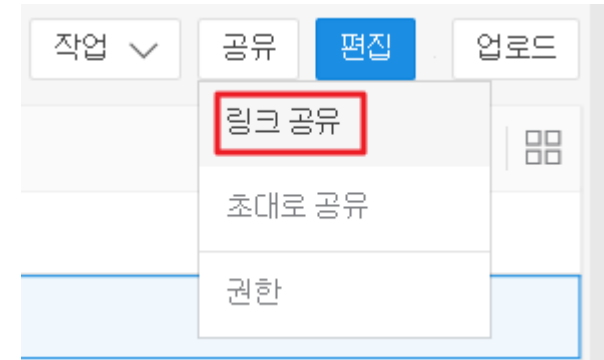 작업
공유
편집
업로드
링크 공유
초대로 공유
권한